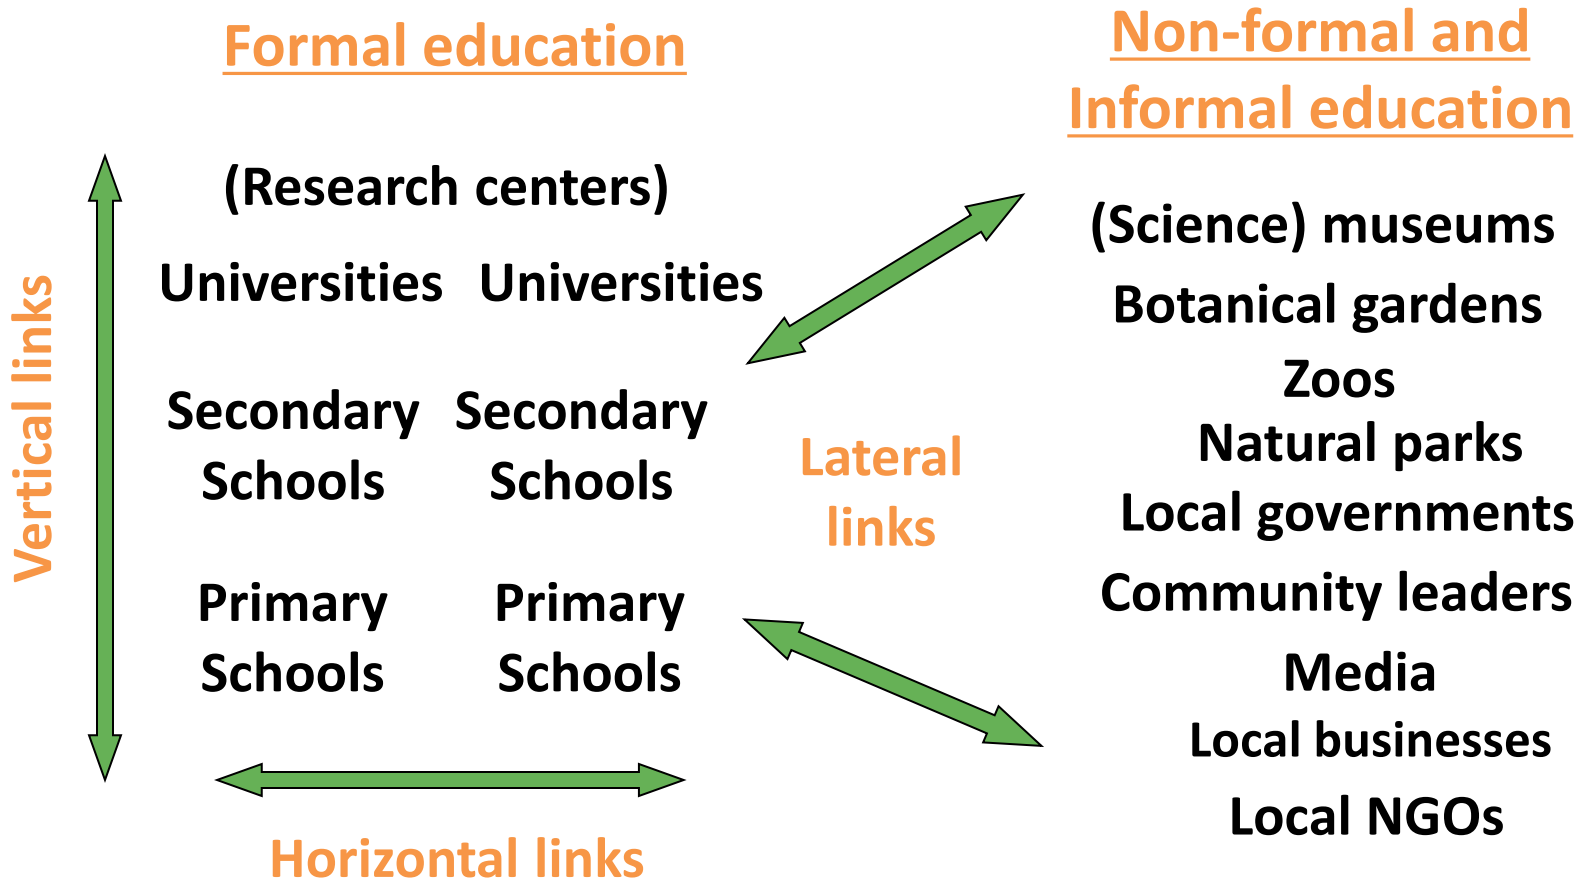 Formal education
Non-formal and
Informal education
Vertical links
(Research centers)
Universities Universities
Secondary Secondary
Schools Schools
Primary Primary
Schools Schools
Horizontal links
Lateral
links
(Science) museums
Botanical gardens
Zoos
Natural parks
Local governments
Community leaders
Media
Local businesses
Local NGOs